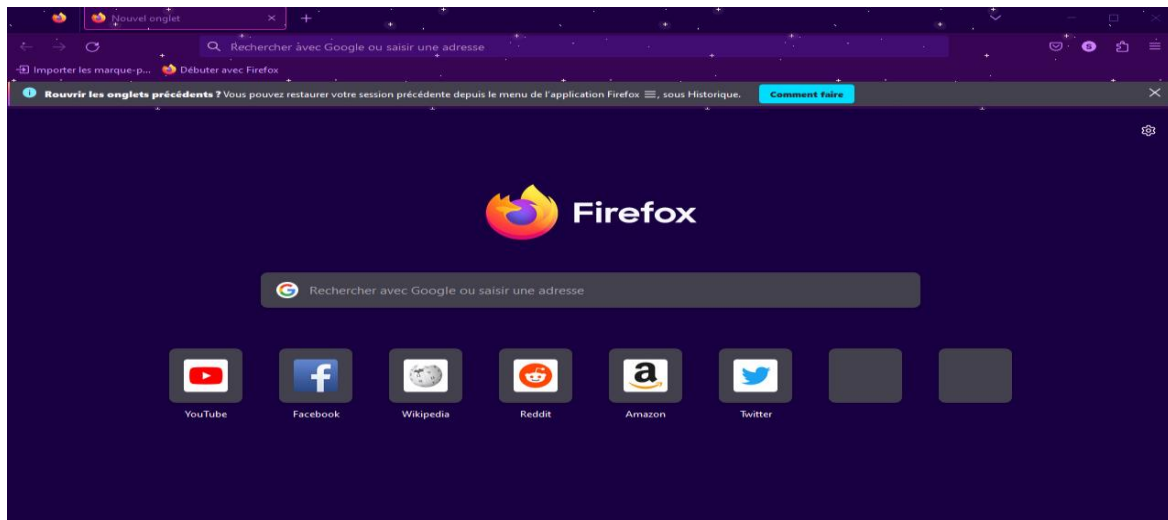 Nouvel onglet
Rechercher avec Google ou saisir une adresse
S
Importer les marque-p... Débuter avec Firefox
Rouvrir les onglets précédents ? Vous pouvez restaurer votre session précédente depuis le menu de l'application Firefox ☰, sous Historique. Comment faire
Firefox
Rechercher avec Google ou saisir une adresse
YouTube Facebook Wikipedia Reddit Amazon Twitter